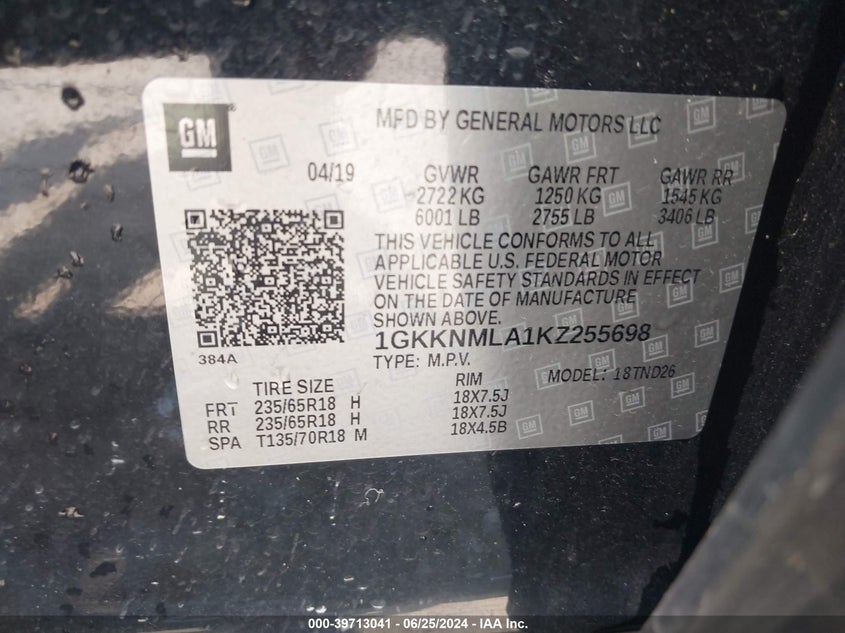 GM
MFD BY GENERAL MOTORS LLC
04/19 GVWR GAWR FRT GAWR RR
2722 KG 1250 KG 1545 KG
6001 LB 2755 LB 3406 LB
THIS VEHICLE CONFORMS TO ALL
APPLICABLE U.S. FEDERAL MOTOR
VEHICLE SAFETY STANDARDS IN EFFECT
ON THE DATE OF MANUFACTURE
SHOWN ABOVE.
1GKKNMLA1KZ255698
384A
TYPE: M.P.V. MODEL: 18TND26
TIRE SIZE RIM
FRT 235/65R18 H 18X7.5J
RR 235/65R18 H 18X7.5J
SPA T135/70R18 M 18X4.5B
000-39713041 - 06/25/2024 - IAA Inc.